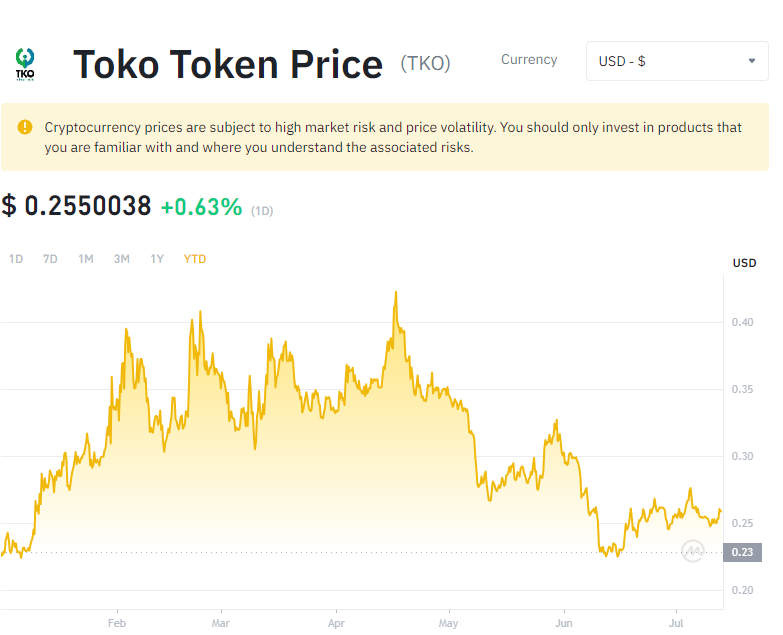 TKO
Toko Token Price (TKO)
Currency
USD - $
Cryptocurrency prices are subject to high market risk and price volatility. You should only invest in products that
you are familiar with and where you understand the associated risks.
$ 0.2550038 +0.63% (1D)
1D 7D 1M 3M 1Y YTD
USD
0.40
0.35
0.30
0.25
0.23
0.20
Feb Mar Apr May Jun Jul